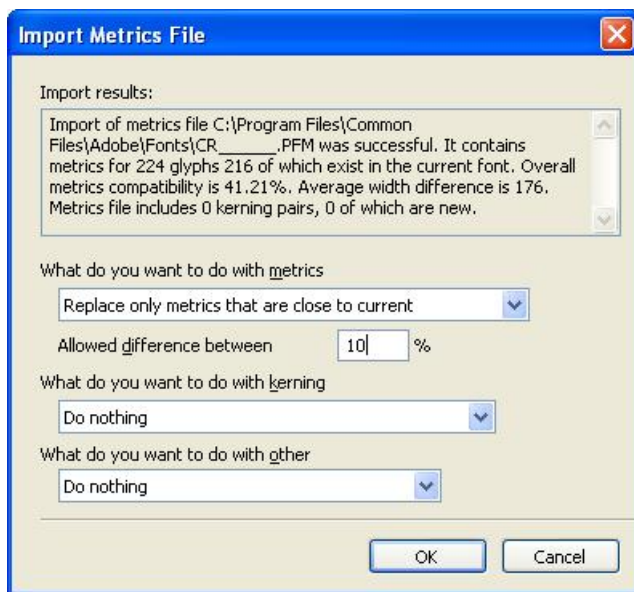 Import Metrics File
Import results:
Import of metrics file C:\Program Files\Common
Files\Adobe\Fonts\CR______.PFM was successful. It contains
metrics for 224 glyphs 216 of which exist in the current font. Overall
metrics compatibility is 41.21%. Average width difference is 176.
Metrics file includes 0 kerning pairs, 0 of which are new.
What do you want to do with metrics
Replace only metrics that are close to current
Allowed difference between 10 %
What do you want to do with kerning
Do nothing
What do you want to do with other
Do nothing
OK Cancel